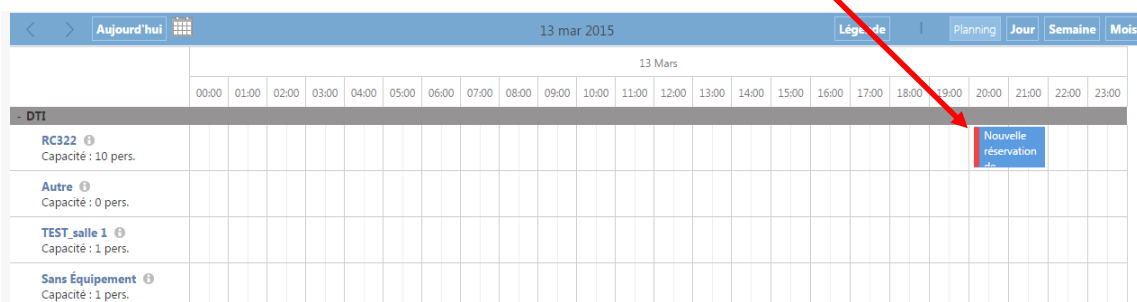 < > Aujourd'hui 13 mar 2015 Légende Planning Jour Semaine Mois
13 Mars
00:00 01:00 02:00 03:00 04:00 05:00 06:00 07:00 08:00 09:00 10:00 11:00 12:00 13:00 14:00 15:00 16:00 17:00 18:00 19:00 20:00 21:00 22:00 23:00
- DTI
RC322
Capacité : 10 pers.
Nouvelle
réservation
de
Autre
Capacité : 0 pers.
TEST_salle 1
Capacité : 1 pers.
Sans Équipement
Capacité : 1 pers.